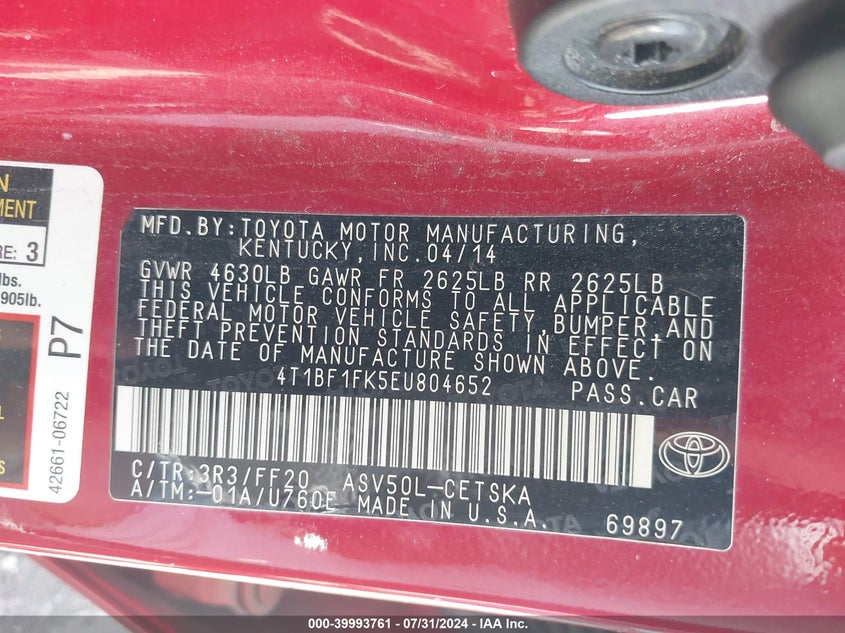 N
MENT
RE: 3
lbs.
905lb.
P7
42661-06722
MFD.BY:TOYOTA MOTOR MANUFACTURING,
KENTUCKY,INC.04/14
GVWR 4630LB GAWR FR 2625LB RR 2625LB
THIS VEHICLE CONFORMS TO ALL APPLICABLE
FEDERAL MOTOR VEHICLE SAFETY,BUMPER,AND
THEFT PREVENTION STANDARDS IN EFFECT ON
THE DATE OF MANUFACTURE SHOWN ABOVE.
4T1BF1FK5EU804652 PASS.CAR
C/TR:3R3/FF20 ASV50L-CETSKA
A/TM:-01A/U760E MADE IN U.S.A. 69897
000-39993761 / 07/31/2024 - IAA Inc.